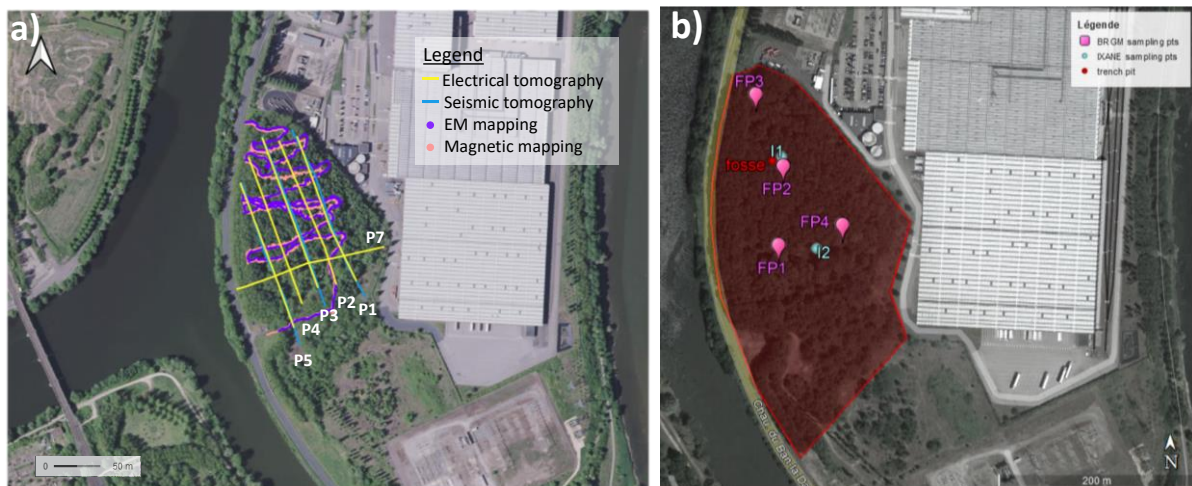 a)
Legend
Electrical tomography
Seismic tomography
EM mapping
Magnetic mapping
P7
P2
P1
P3
P4
P5
0 50 m
b)
Légende
BRGM sampling pts
IXANE sampling pts
trench pit
FP3
I1
fosse
FP2
FP4
I2
FP1
200 m
N